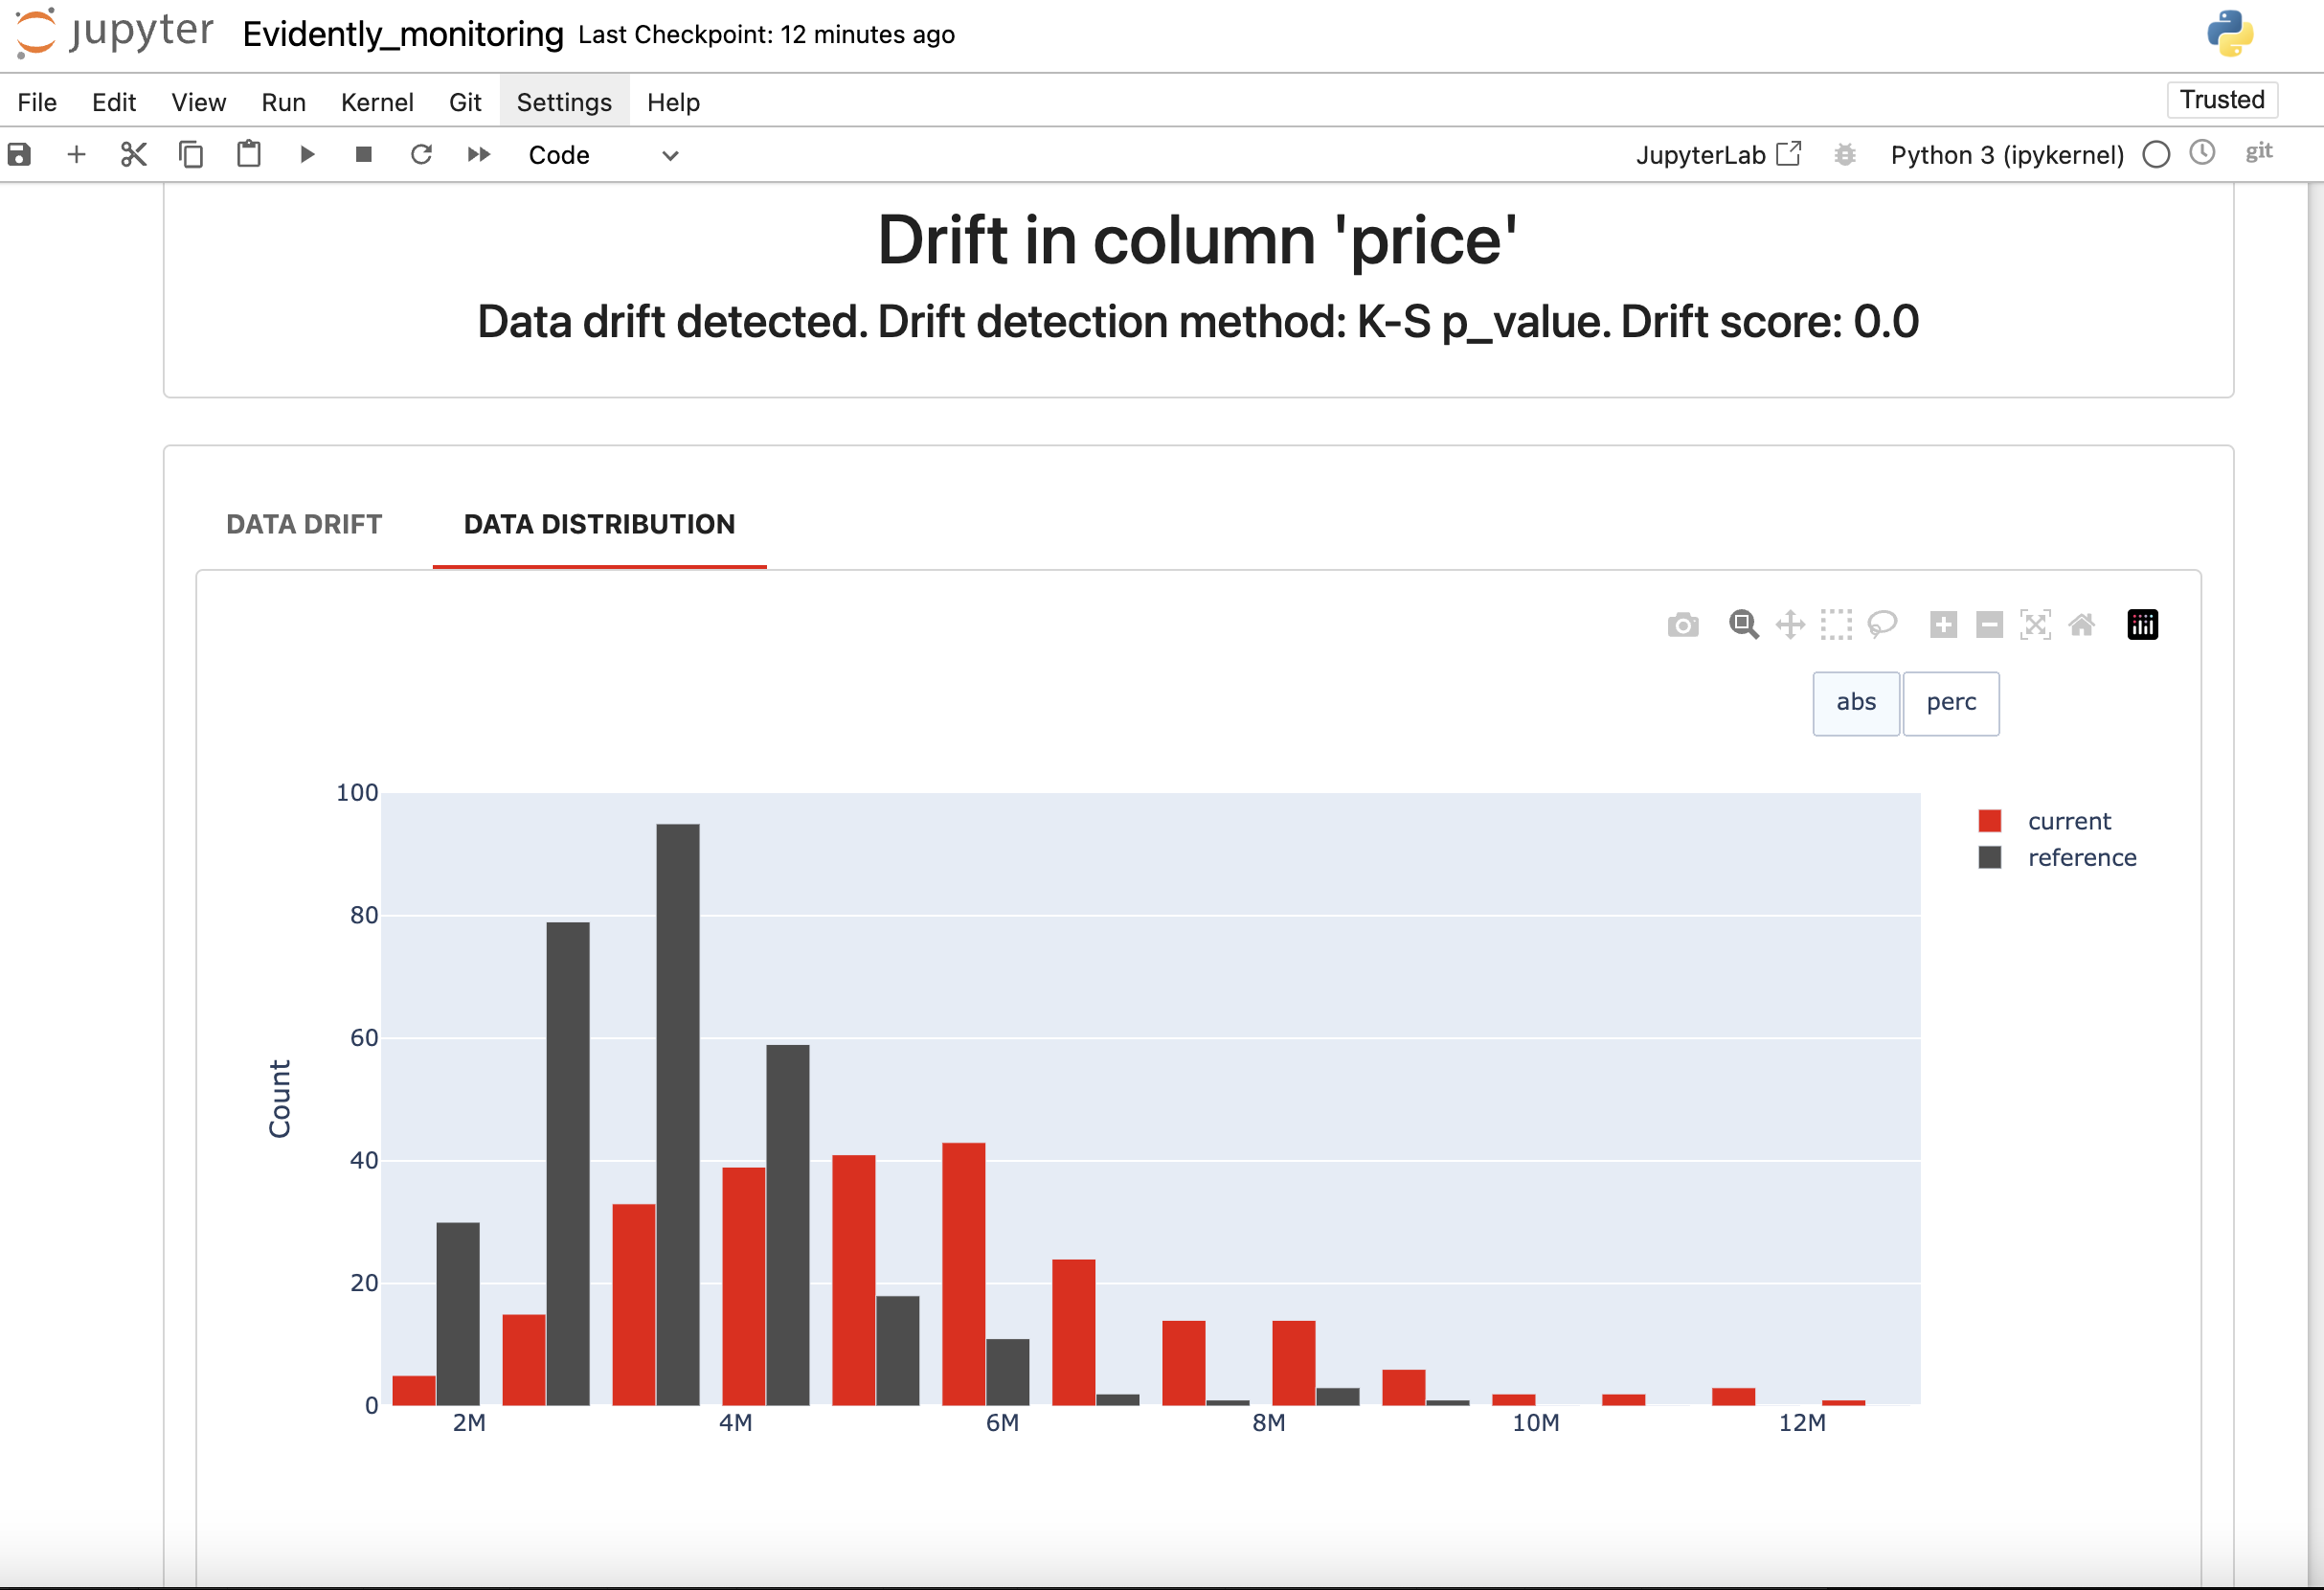 jupyter Evidently_monitoring Last Checkpoint: 12 minutes ago
File Edit View Run Kernel Git Settings Help Trusted
Code JupyterLab Python 3 (ipykernel) git
Drift in column 'price'
Data drift detected. Drift detection method: K-S p_value. Drift score: 0.0
DATA DRIFT DATA DISTRIBUTION
abs perc
100
80
60
40
20
0
Count
2M 4M 6M 8M 10M 12M
current
reference